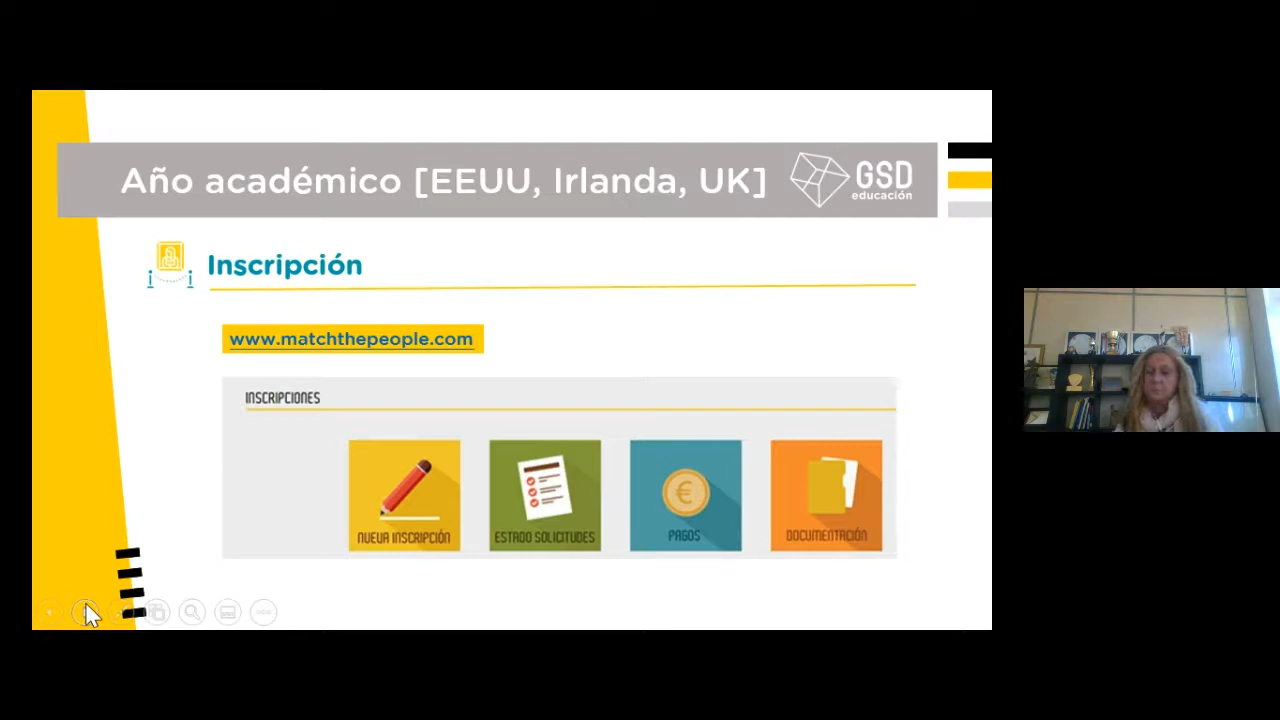 Año académico [EEUU, Irlanda, UK]
GSD
educación
Inscripción
www.matchthepeople.com
INSCRIPCIONES
NUEVA INSCRIPCIÓN
ESTADO SOLICITUDES
PAGOS
DOCUMENTACIÓN